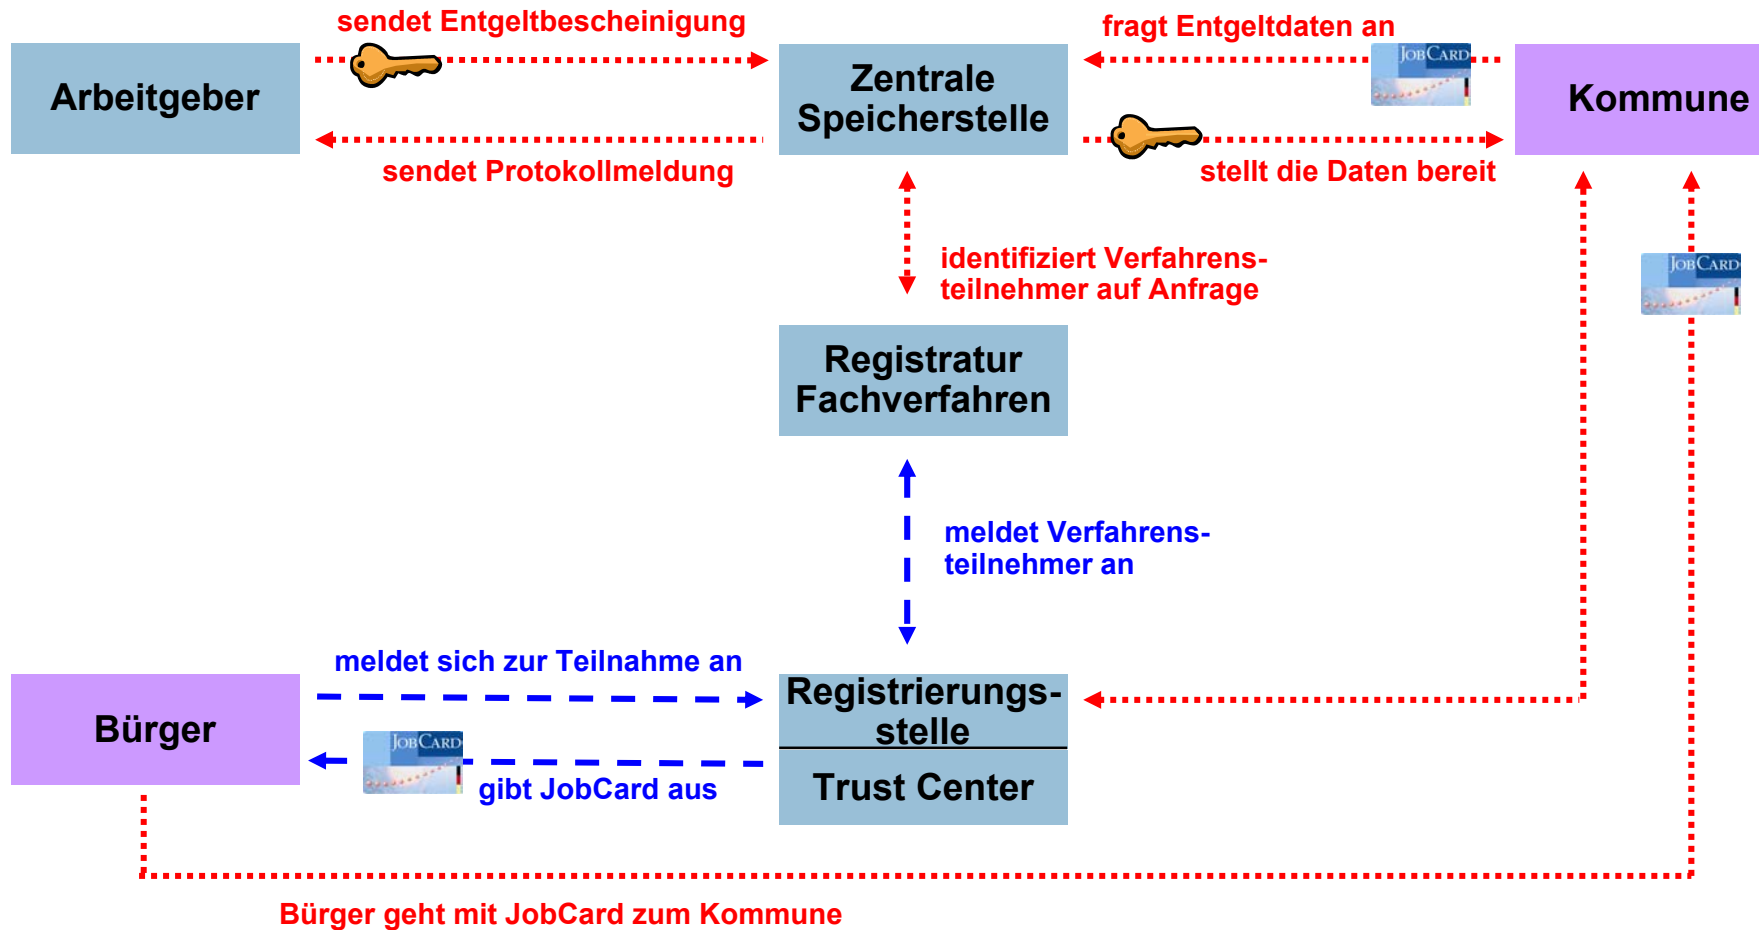 sendet Entgeltbescheinigung
fragt Entgeltdaten an
JOBCARD
Arbeitgeber
Zentrale
Speicherstelle
Kommune
sendet Protokollmeldung
stellt die Daten bereit
identifiziert Verfahrens-
teilnehmer auf Anfrage
JOBCARD
Registratur
Fachverfahren
meldet Verfahrens-
teilnehmer an
meldet sich zur Teilnahme an
Bürger
Registrierungs-
stelle
JOBCARD
gibt JobCard aus
Trust Center
Bürger geht mit JobCard zum Kommune